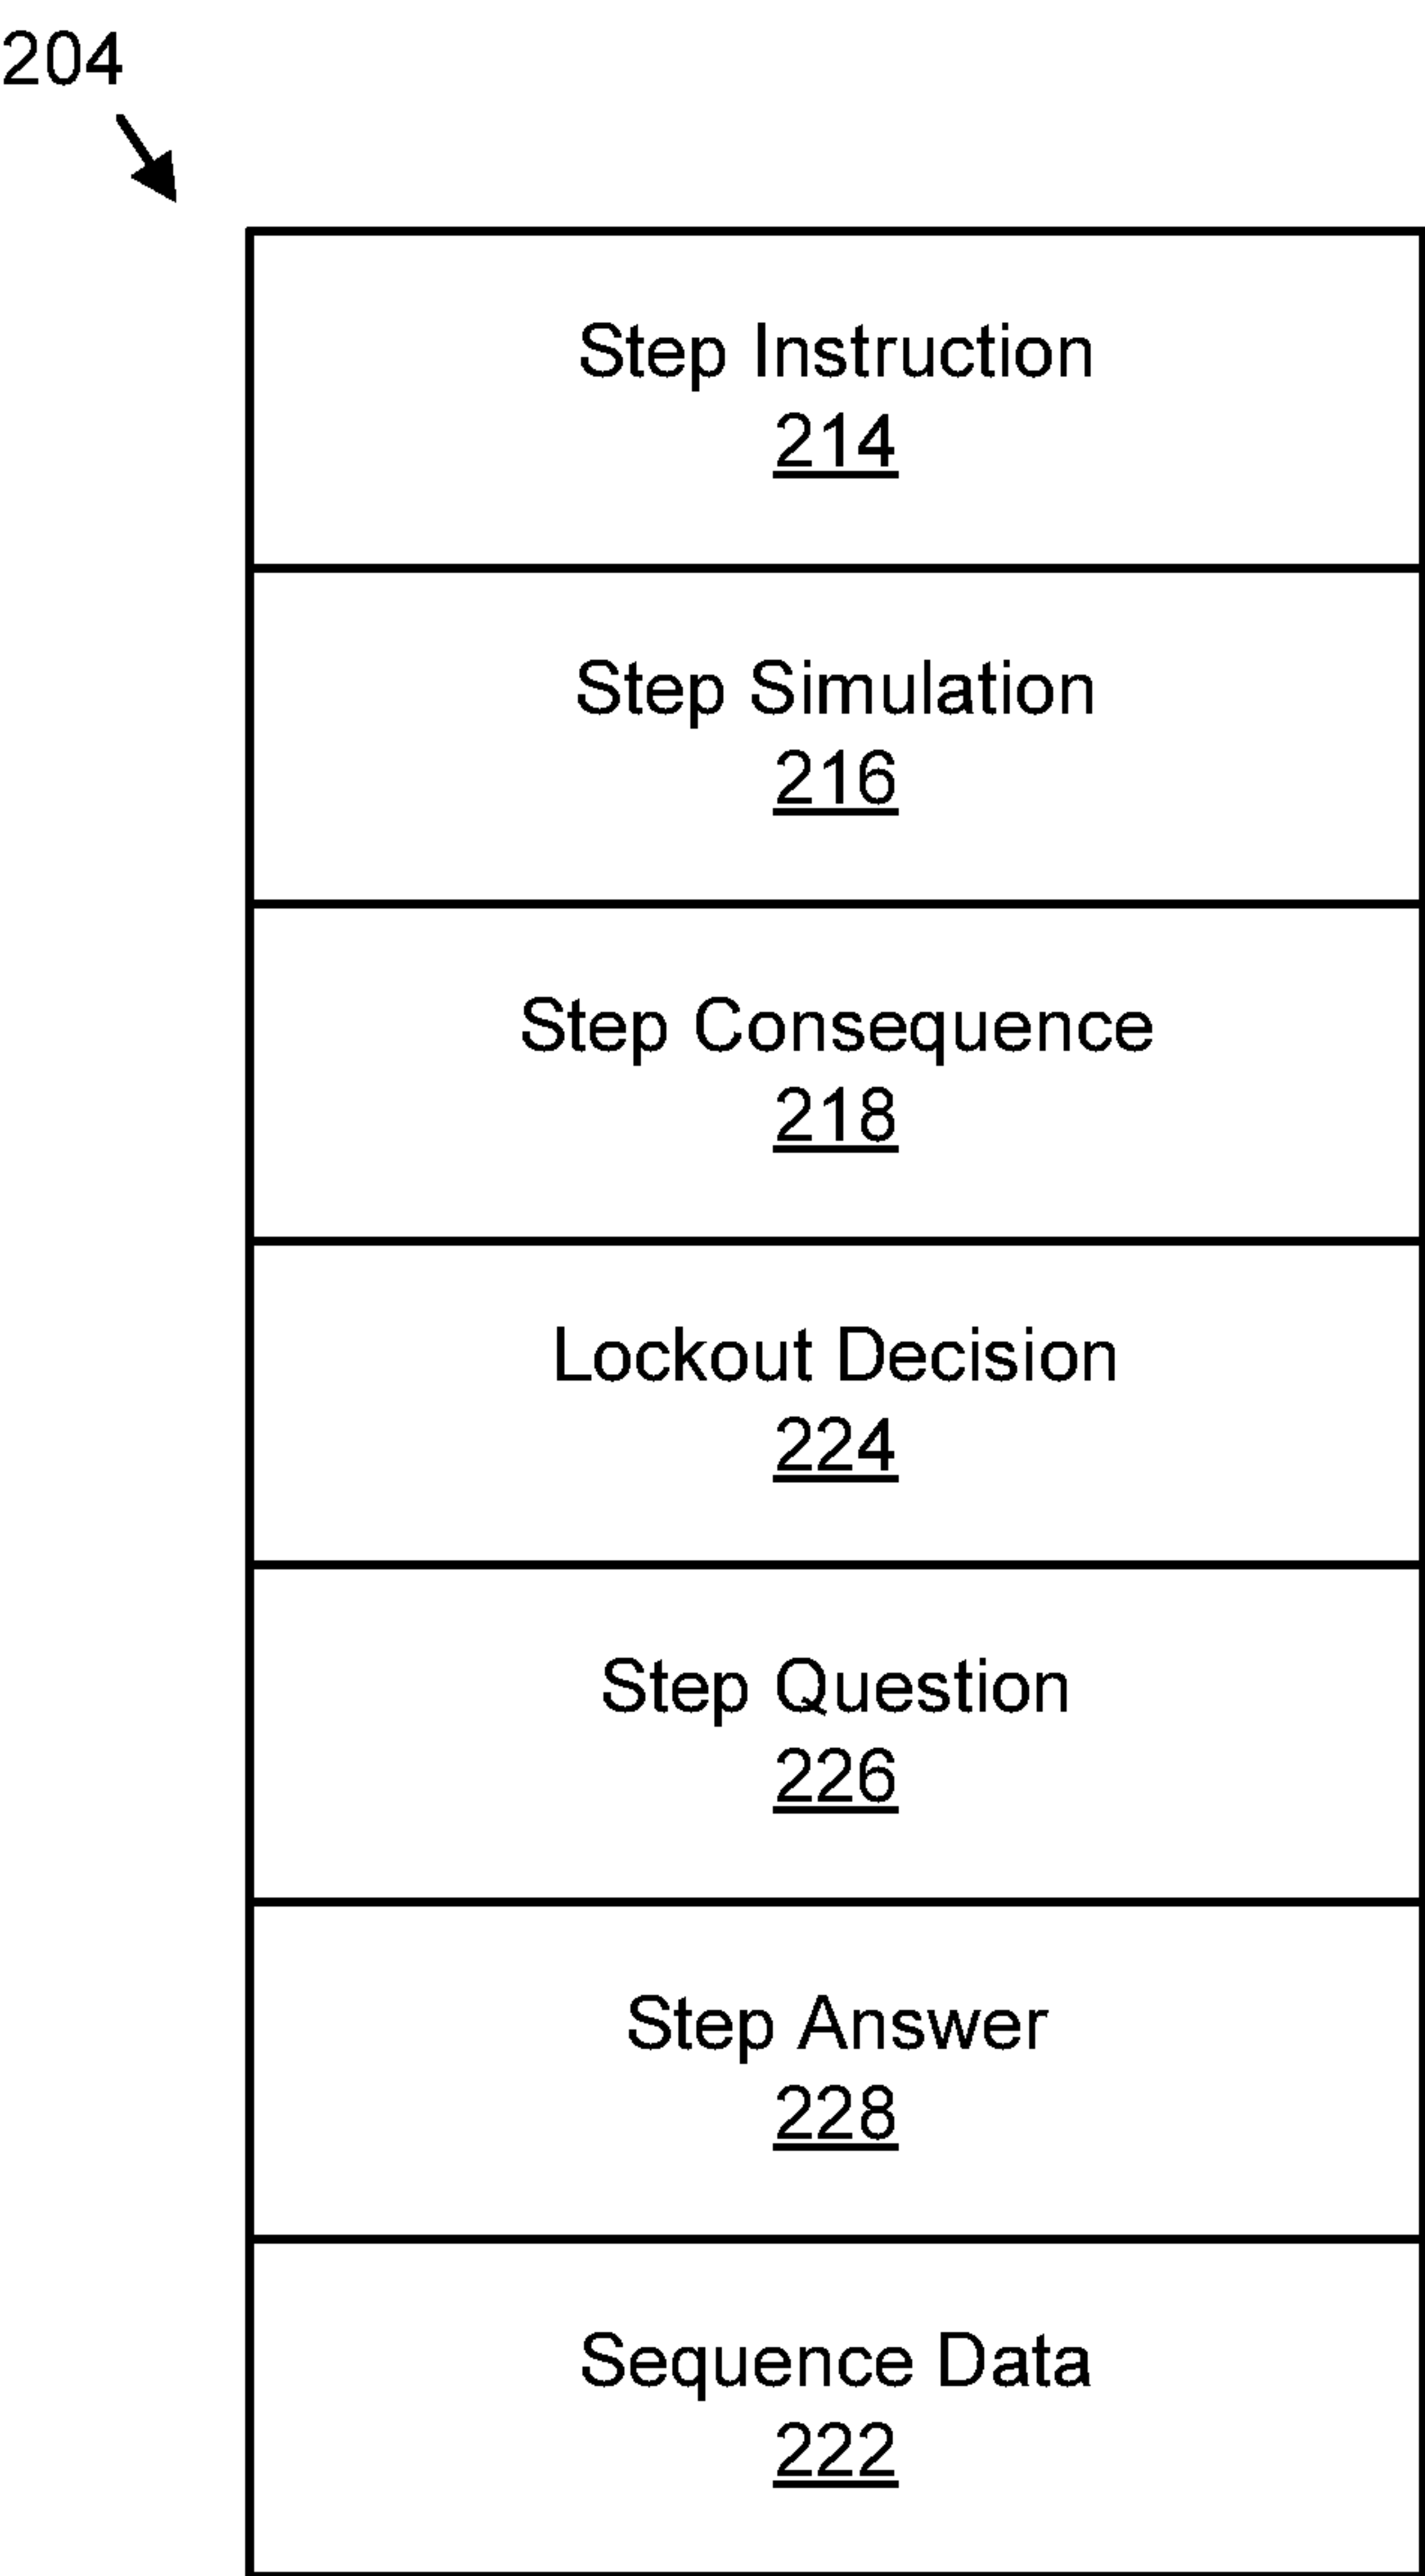 204
Step Instruction
214
Step Simulation
216
Step Consequence
218
Lockout Decision
224
Step Question
226
Step Answer
228
Sequence Data
222